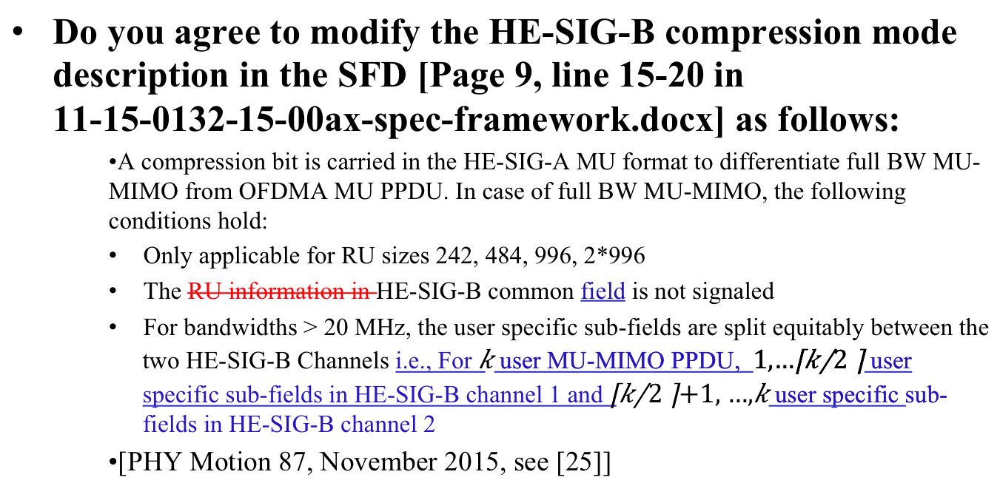 • Do you agree to modify the HE-SIG-B compression mode
description in the SFD [Page 9, line 15-20 in
11-15-0132-15-00ax-spec-framework.docx] as follows:
•A compression bit is carried in the HE-SIG-A MU format to differentiate full BW MU-
MIMO from OFDMA MU PPDU. In case of full BW MU-MIMO, the following
conditions hold:
• Only applicable for RU sizes 242, 484, 996, 2*996
• The RU information in HE-SIG-B common field is not signaled
• For bandwidths > 20 MHz, the user specific sub-fields are split equitably between the
two HE-SIG-B Channels i.e., For k user MU-MIMO PPDU, 1,…⌈k/2 ⌉ user
specific sub-fields in HE-SIG-B channel 1 and ⌈k/2 ⌉+1, …,k user specific sub-
fields in HE-SIG-B channel 2
•[PHY Motion 87, November 2015, see [25]]